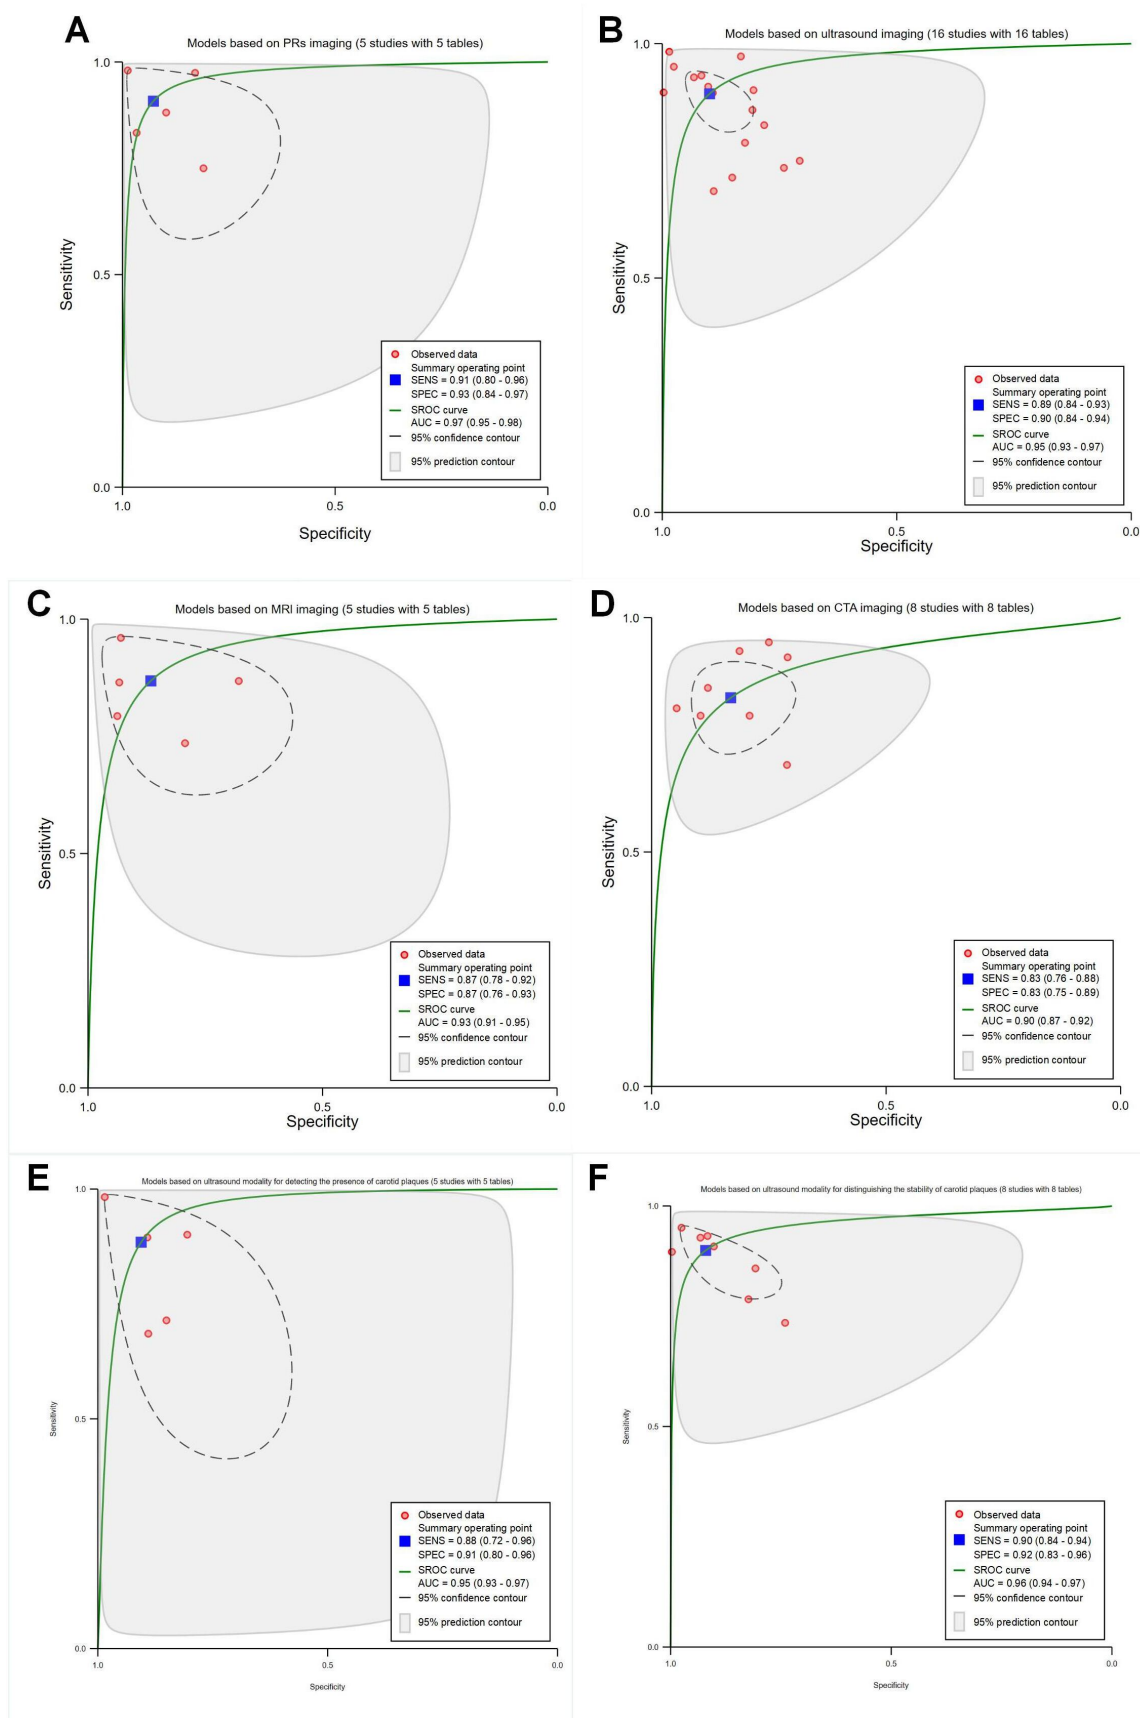 A
Models based on PRs imaging (5 studies with 5 tables)
1.0
0.5
0.0
Sensitivity
1.0
0.5
0.0
Specificity
Observed data
Summary operating point
SENS = 0.91 (0.80 - 0.96)
SPEC = 0.93 (0.84 - 0.97)
SROC curve
AUC = 0.97 (0.95 - 0.98)
95% confidence contour
95% prediction contour
B
Models based on ultrasound imaging (16 studies with 16 tables)
1.0
0.5
0.0
Sensitivity
1.0
0.5
0.0
Specificity
Observed data
Summary operating point
SENS = 0.89 (0.84 - 0.93)
SPEC = 0.90 (0.84 - 0.94)
SROC curve
AUC = 0.95 (0.93 - 0.97)
95% confidence contour
95% prediction contour
C
Models based on MRI imaging (5 studies with 5 tables)
1.0
0.5
0.0
Sensitivity
1.0
0.5
0.0
Specificity
Observed data
Summary operating point
SENS = 0.87 (0.78 - 0.92)
SPEC = 0.87 (0.76 - 0.93)
SROC curve
AUC = 0.93 (0.91 - 0.95)
95% confidence contour
95% prediction contour
D
Models based on CTA imaging (8 studies with 8 tables)
1.0
0.5
0.0
Sensitivity
1.0
0.5
0.0
Specificity
Observed data
Summary operating point
SENS = 0.83 (0.76 - 0.88)
SPEC = 0.83 (0.75 - 0.89)
SROC curve
AUC = 0.90 (0.87 - 0.92)
95% confidence contour
95% prediction contour
E
Models based on ultrasound modality for detecting the presence of carotid plaques (5 studies with 5 tables)
1.0
0.5
0.0
Sensitivity
1.0
0.5
0.0
Specificity
Observed data
Summary operating point
SENS = 0.88 (0.72 - 0.96)
SPEC = 0.91 (0.80 - 0.96)
SROC curve
AUC = 0.95 (0.93 - 0.97)
95% confidence contour
95% prediction contour
F
Models based on ultrasound modality for distinguishing the stability of carotid plaques (8 studies with 8 tables)
1.0
0.5
0.0
Sensitivity
1.0
0.5
0.0
Specificity
Observed data
Summary operating point
SENS = 0.90 (0.84 - 0.94)
SPEC = 0.92 (0.83 - 0.96)
SROC curve
AUC = 0.96 (0.94 - 0.97)
95% confidence contour
95% prediction contour